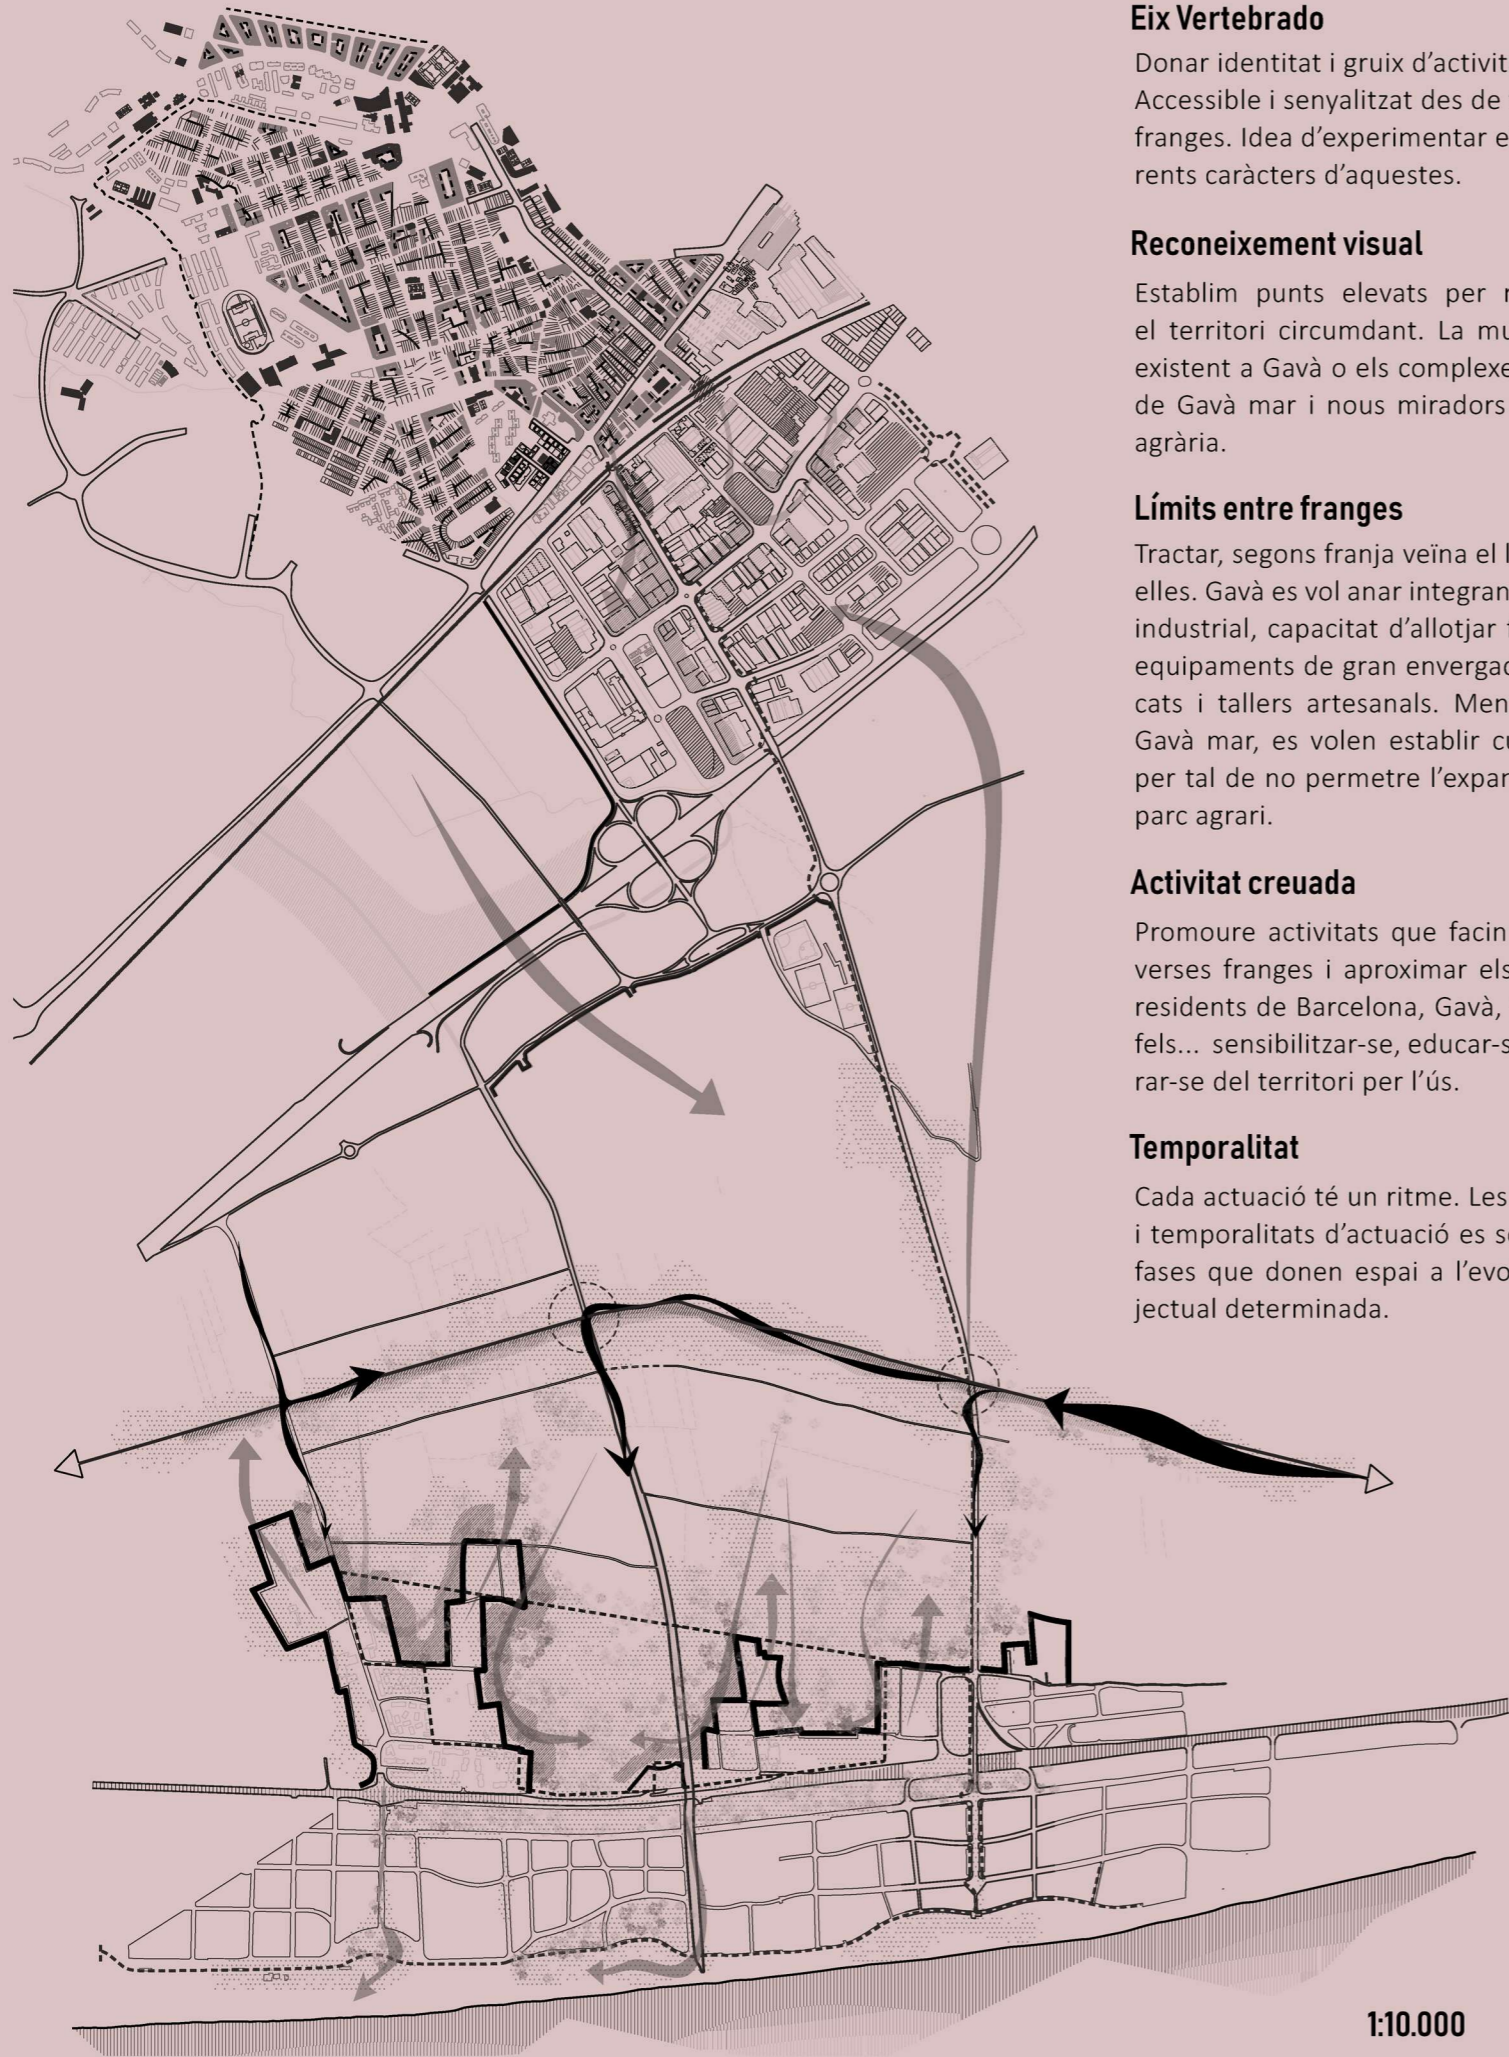 Eix Vertebrado
Donar identitat i gruix d’activit
Accessible i senyalitzat des de
franges. Idea d’experimentar e
rents caràcters d’aquestes.
Reconeixement visual
Establim punts elevats per
el territori circumdant. La mu
existent a Gavà o els complexe
de Gavà mar i nous miradors
agrària.
Límits entre franges
Tractar, segons franja veïna el l
elles. Gavà es vol anar integran
industrial, capacitat d’allotjar
equipaments de gran envergad
cats i tallers artesanals. Men
Gavà mar, es volen establir cu
per tal de no permetre l’expan
parc agrari.
Activitat creuada
Promoure activitats que facin
verses franges i aproximar els
residents de Barcelona, Gavà,
fels... sensibilitzar-se, educar-s
rar-se del territori per l’ús.
Temporalitat
Cada actuació té un ritme. Les
i temporalitats d’actuació es s
fases que donen espai a l’evo
jectual determinada.
1:10.000